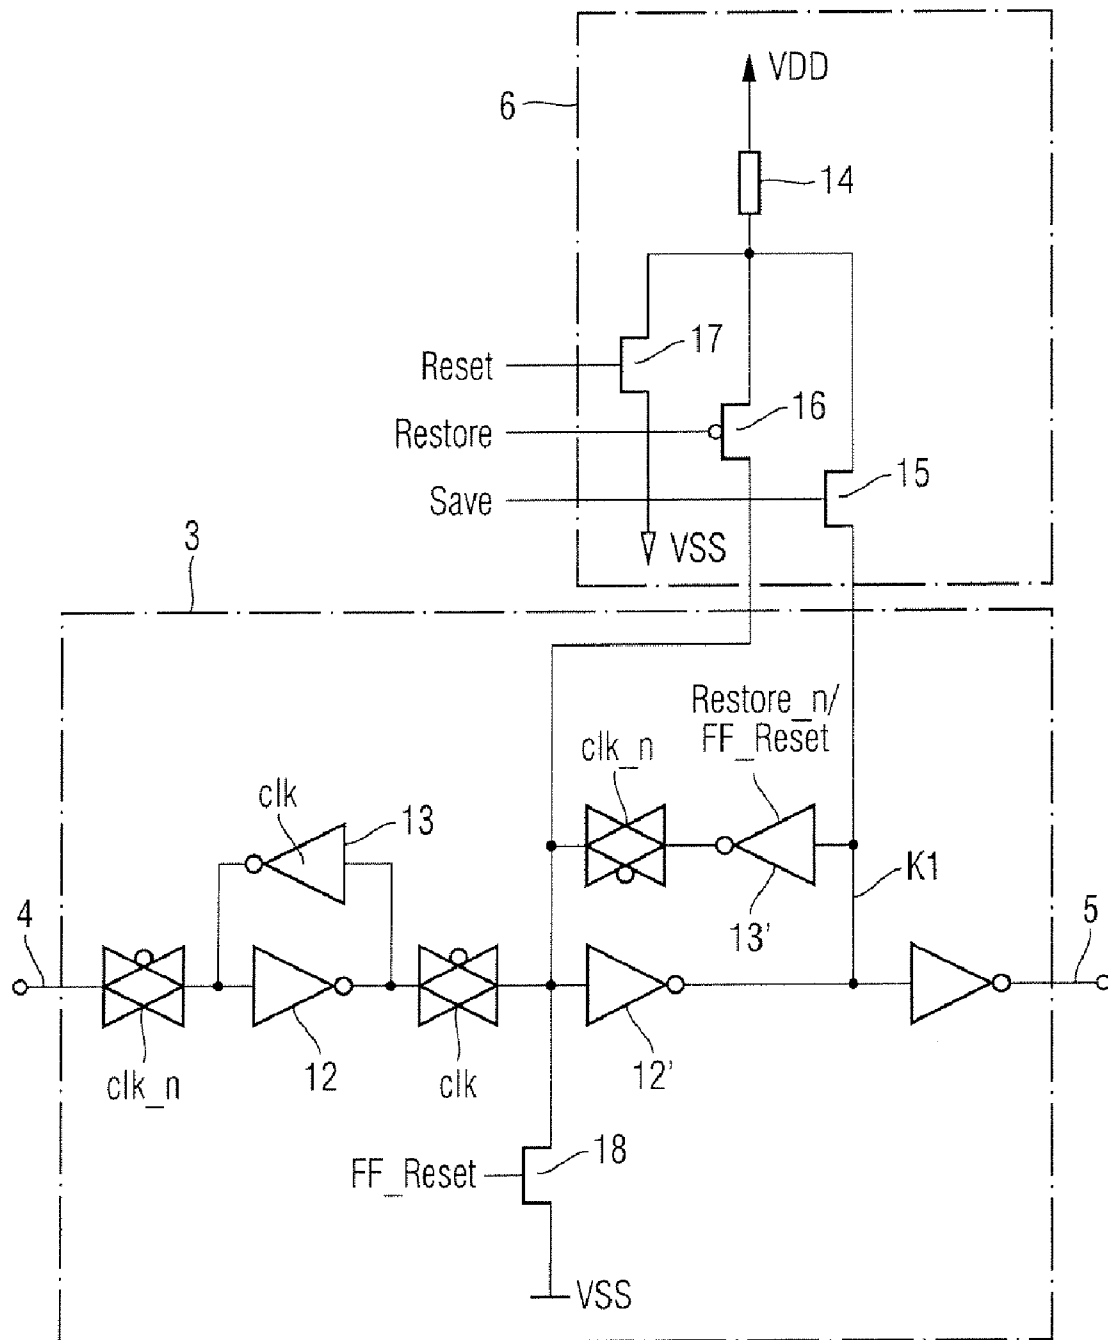 VDD
6
14
17
Reset
16
Restore
15
Save
VSS
3
Restore_n/
FF_Reset
clk_n
clk
13
K1
4
13'
5
clk_n
12
clk
12'
18
FF_Reset
VSS